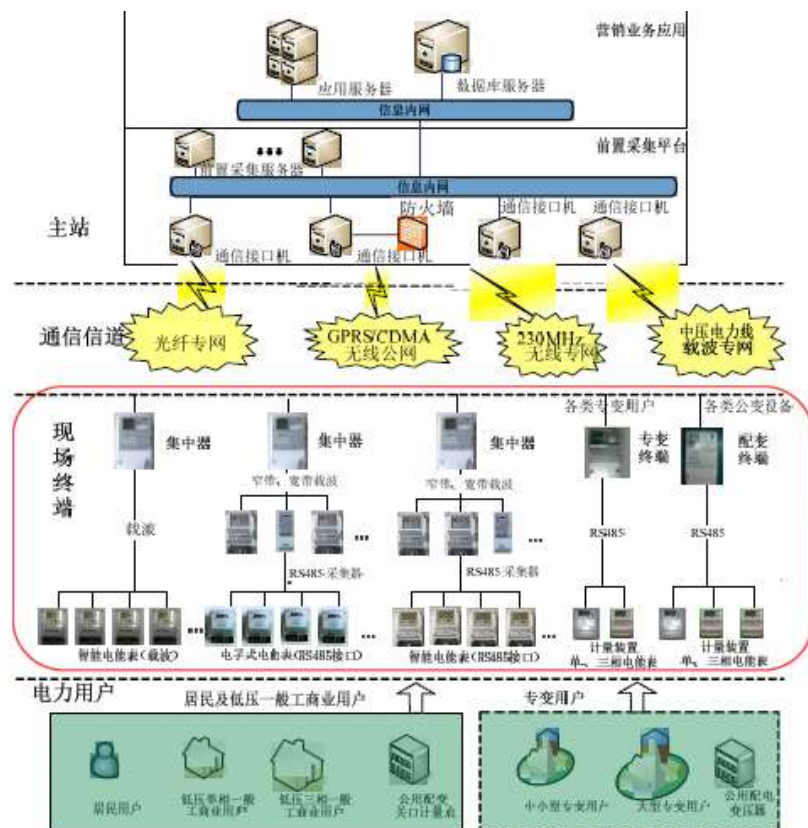 营销业务应用
应用服务器
数据库服务器
信息内网
前置采集平台
前置采集服务器
信息内网
主站
防火墙
通信接口机
通信接口机
通信接口机
通信接口机
通信信道
光纤专网
GPRS/CDMA
无线公网
230MHz
无线专网
中压电力线
载波专网
现场终端
各类专变用户
各类公变设备
集中器
集中器
集中器
专变
终端
配变
终端
窄带、宽带载波
窄带、宽带载波
载波
RS485
RS485
RS485 采集器
RS485 采集器
智能电能表(载波)
电子式电能表(RS485接口)
智能电能表(RS485接口)
计量装置
单、三相电能表
计量装置
单、三相电能表
电力用户
居民及低压一般工商业用户
专变用户
居民用户
低压单相一般
工商业用户
低压三相一般
工商业用户
公用配变
关口计量点
中小型专变用户
大型专变用户
公用配电
变压器